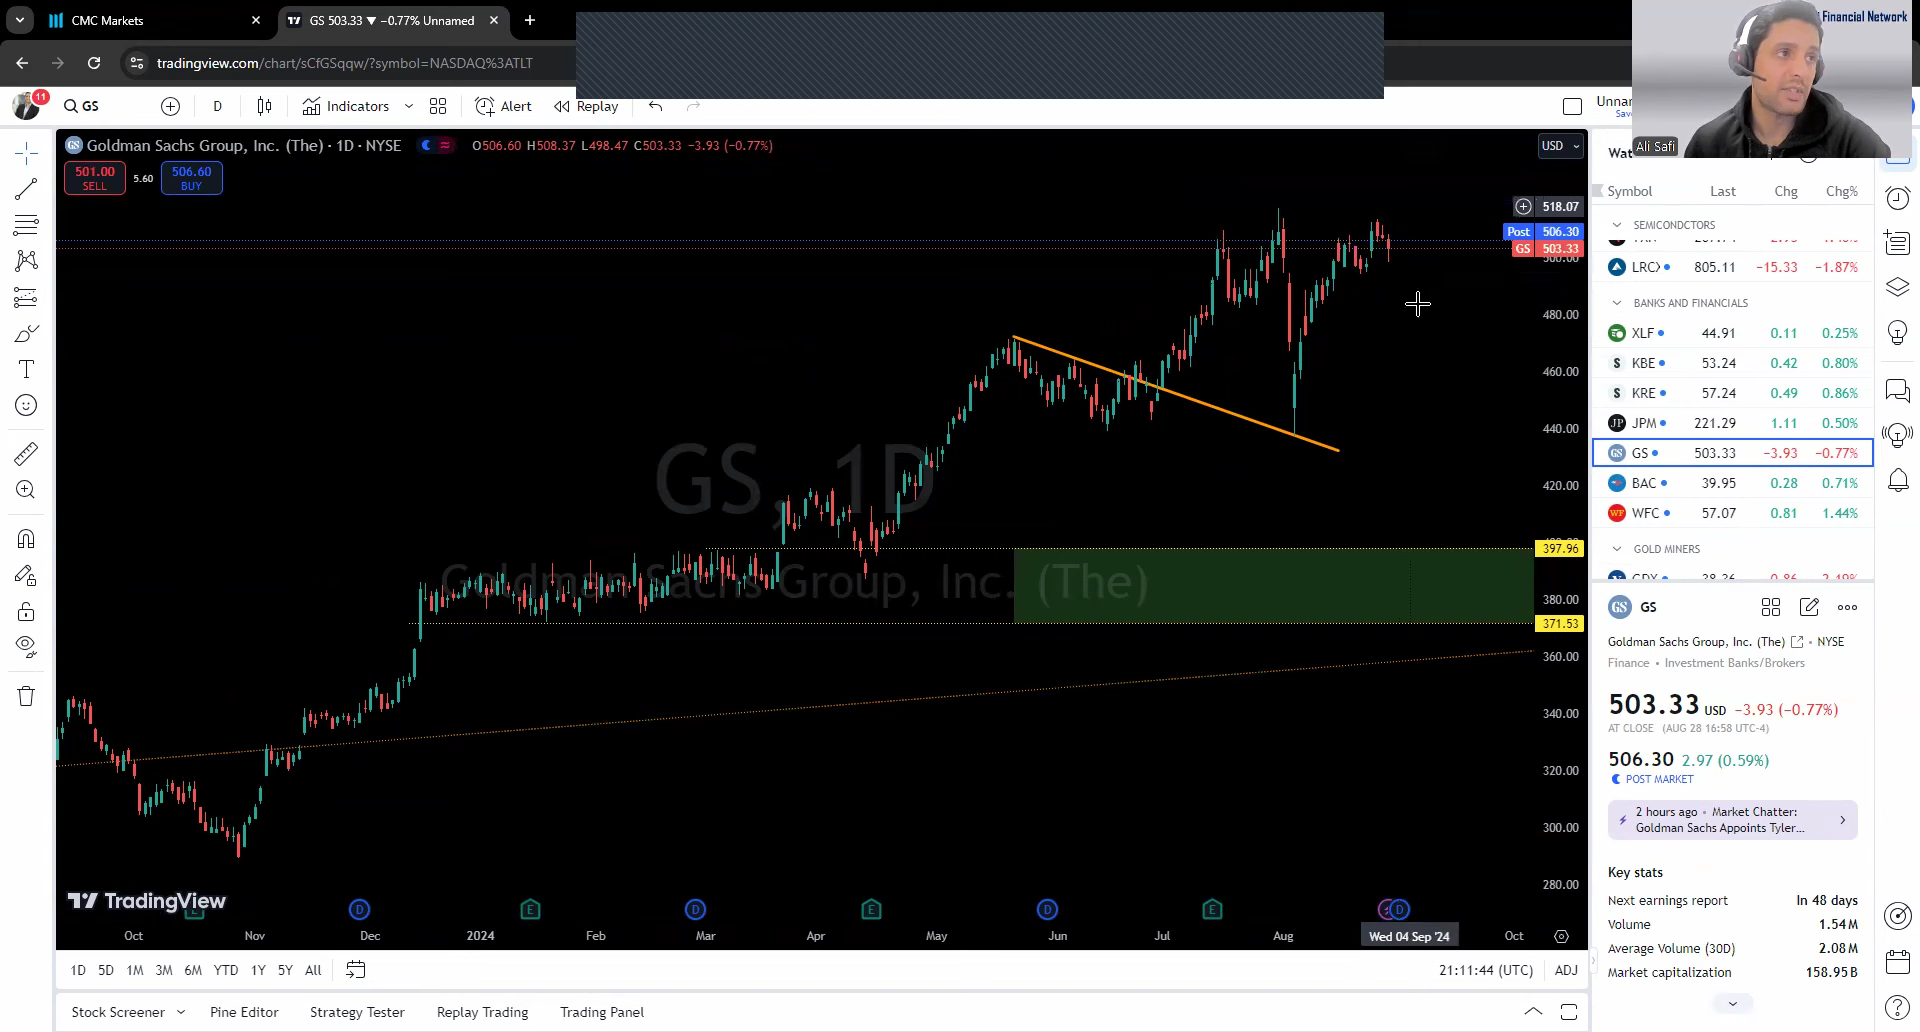 CMC Markets
GS 503.33 ▼ −0.77% Unnamed
Financial Network
tradingview.com/chart/sCfGSqqw/?symbol=NASDAQ%3ATLT
11
GS
D
Indicators
Alert
Replay
Unnar
Save
Ali Safi
Goldman Sachs Group, Inc. (The) · 1D · NYSE
O506.60 H508.37 L498.47 C503.33 −3.93 (−0.77%)
USD
501.00
SELL
5.60
506.60
BUY
518.07
Post 506.30
GS 503.33
500.00
480.00
460.00
440.00
420.00
397.96
380.00
371.53
360.00
340.00
320.00
300.00
280.00
GS, 1D
Goldman Sachs Group, Inc. (The)
TradingView
E
D
E
D
E
D
E
D
Oct
Nov
Dec
2024
Feb
Mar
Apr
May
Jun
Jul
Aug
Wed 04 Sep '24
Oct
1D
5D
1M
3M
6M
YTD
1Y
5Y
All
21:11:44 (UTC)
ADJ
Stock Screener
Pine Editor
Strategy Tester
Replay Trading
Trading Panel
Wat
Symbol Last Chg Chg%
SEMICONDCTORS
LRCX 805.11 −15.33 −1.87%
BANKS AND FINANCIALS
XLF 44.91 0.11 0.25%
KBE 53.24 0.42 0.80%
KRE 57.24 0.49 0.86%
JPM 221.29 1.11 0.50%
GS 503.33 −3.93 −0.77%
BAC 39.95 0.28 0.71%
WFC 57.07 0.81 1.44%
GOLD MINERS
GS
Goldman Sachs Group, Inc. (The) • NYSE
Finance • Investment Banks/Brokers
503.33 USD −3.93 (−0.77%)
AT CLOSE (AUG 28 16:58 UTC-4)
506.30 2.97 (0.59%)
POST MARKET
2 hours ago • Market Chatter:
Goldman Sachs Appoints Tyler...
Key stats
Next earnings report In 48 days
Volume 1.54M
Average Volume (30D) 2.08M
Market capitalization 158.95B